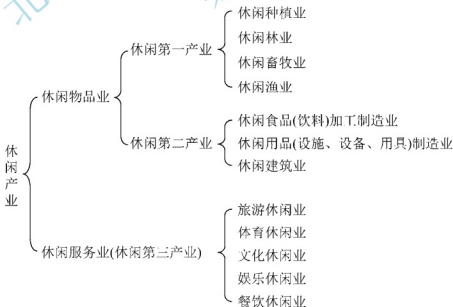 休闲产业
休闲物品业
休闲第一产业
休闲种植业
休闲林业
休闲畜牧业
休闲渔业
休闲第二产业
休闲食品(饮料)加工制造业
休闲用品(设施、设备、用具)制造业
休闲建筑业
休闲服务业(休闲第三产业)
旅游休闲业
体育休闲业
文化休闲业
娱乐休闲业
餐饮休闲业